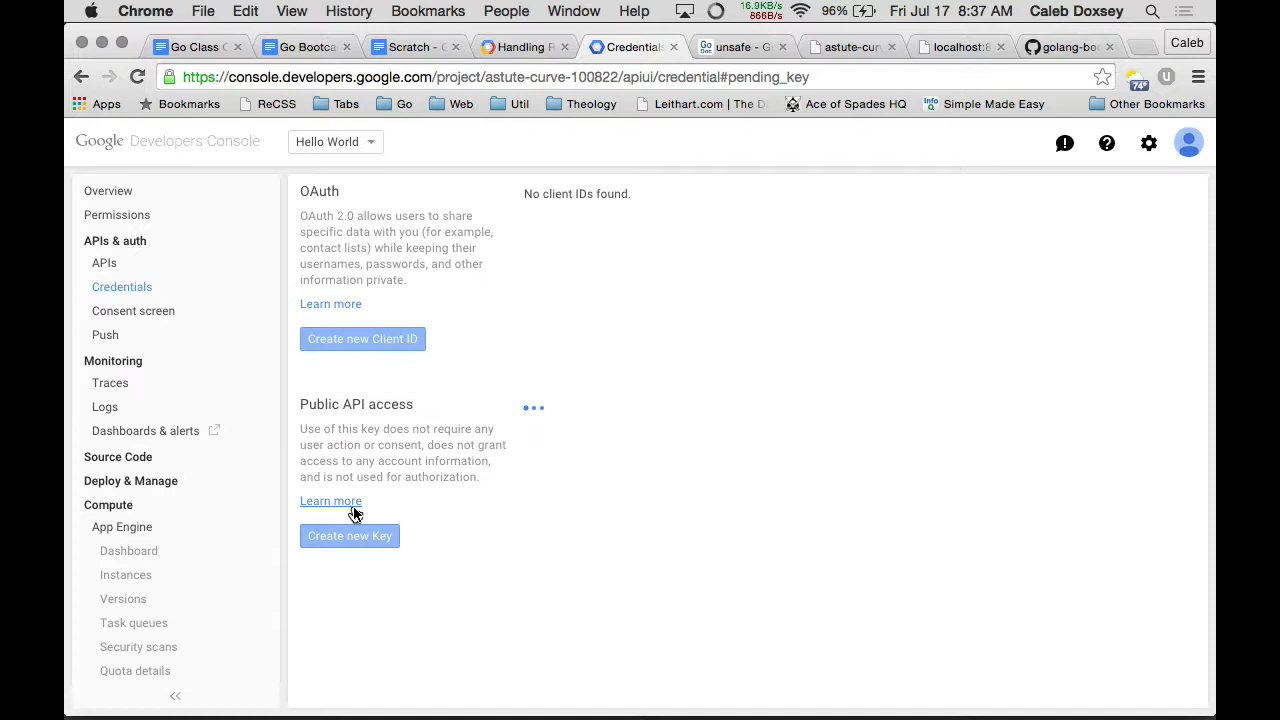 Chrome File Edit View History Bookmarks People Window Help 16.9KB/s 866B/s 96% Fri Jul 17 8:37 AM Caleb Doxsey
Go Class Go Bootca Scratch - G Handling F Credentials unsafe - G astute-curv localhost:8 golang-boo Caleb
https://console.developers.google.com/project/astute-curve-100822/apiui/credential#pending_key 74°
Apps Bookmarks ReCSS Tabs Go Web Util Theology Leithart.com | The D Ace of Spades HQ Simple Made Easy Other Bookmarks
Google Developers Console Hello World
Overview
Permissions
APIs & auth
APIs
Credentials
Consent screen
Push
Monitoring
Traces
Logs
Dashboards & alerts
Source Code
Deploy & Manage
Compute
App Engine
Dashboard
Instances
Versions
Task queues
Security scans
Quota details
OAuth
OAuth 2.0 allows users to share
specific data with you (for example,
contact lists) while keeping their
usernames, passwords, and other
information private.
Learn more
Create new Client ID
No client IDs found.
Public API access
Use of this key does not require any
user action or consent, does not grant
access to any account information,
and is not used for authorization.
Learn more
Create new Key